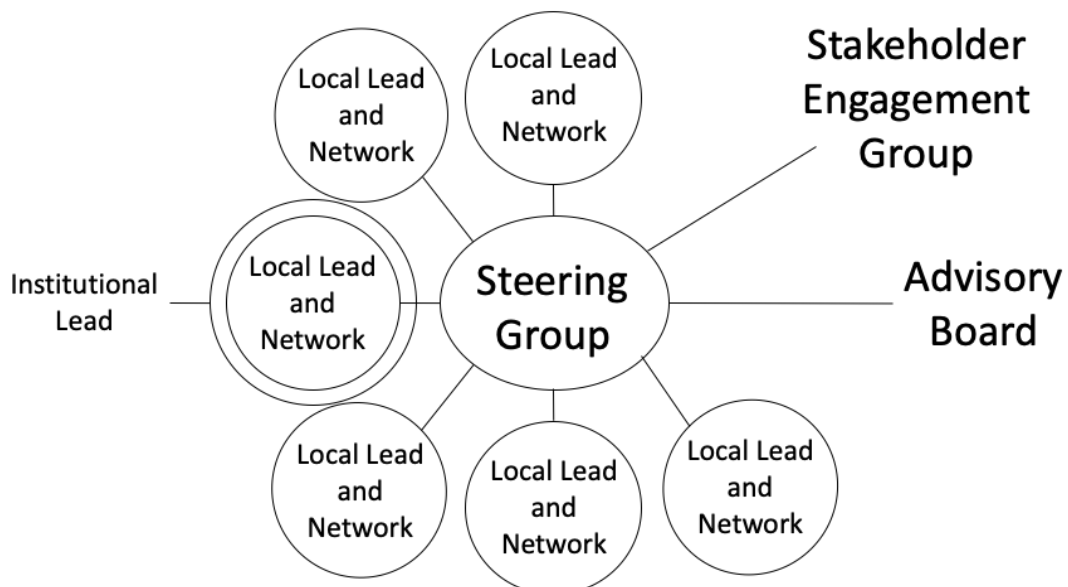 Local Lead
and
Network
Local Lead
and
Network
Stakeholder
Engagement
Group
Institutional
Lead
Local Lead
and
Network
Steering
Group
Advisory
Board
Local Lead
and
Network
Local Lead
and
Network
Local Lead
and
Network